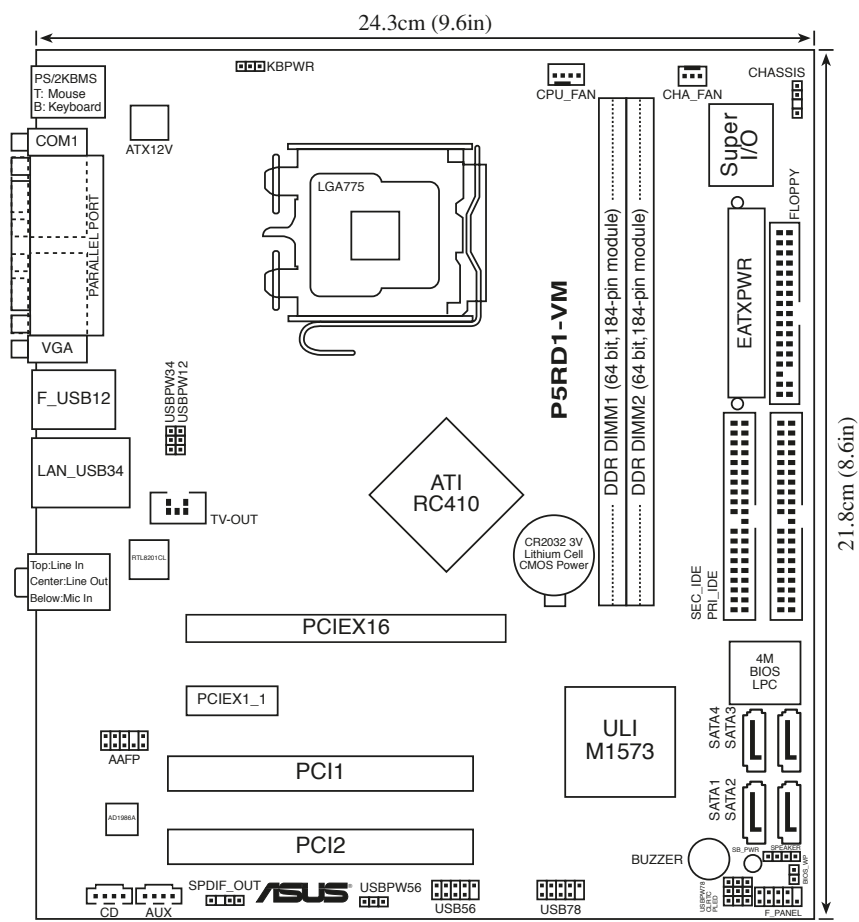 24.3cm (9.6in)
PS/2KBMS
T: Mouse
B: Keyboard
KBPWR
CPU_FAN
CHA_FAN
CHASSIS
COM1
ATX12V
Super
I/O
LGA775
FLOPPY
PARALLEL PORT
EATXPWR
VGA
P5RD1-VM
DDR DIMM1 (64 bit,184-pin module)
DDR DIMM2 (64 bit,184-pin module)
F_USB12
USBPW34
USBPW12
LAN_USB34
ATI
RC410
21.8cm (8.6in)
TV-OUT
RTL8201CL
CR2032 3V
Lithium Cell
CMOS Power
Top:Line In
Center:Line Out
Below:Mic In
SEC_IDE
PRI_IDE
PCIEX16
4M
BIOS
LPC
PCIEX1_1
ULI
M1573
SATA4
SATA3
AAFP
PCI1
AD1986A
SATA1
SATA2
PCI2
BUZZER
SB_PWR
SPEAKER
BIOS_WP
SPDIF_OUT
ASUS
USBPW56
USBPW78
CLRTC
PLED
CD
AUX
USB56
USB78
F_PANEL